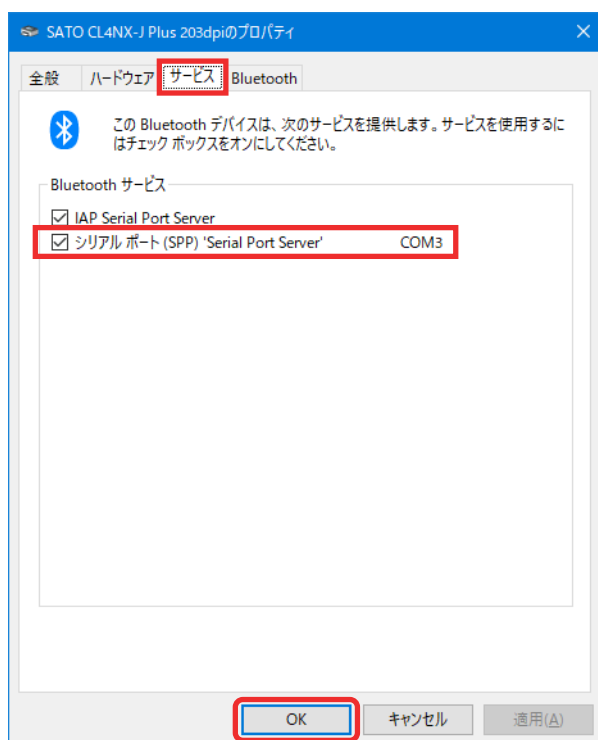 SATO CL4NX-J Plus 203dpiのプロパティ
全般 ハードウェア サービス Bluetooth
この Bluetooth デバイスは、次のサービスを提供します。サービスを使用するに
はチェック ボックスをオンにしてください。
Bluetooth サービス
IAP Serial Port Server
シリアル ポート (SPP) 'Serial Port Server' COM3
OK キャンセル 適用(A)